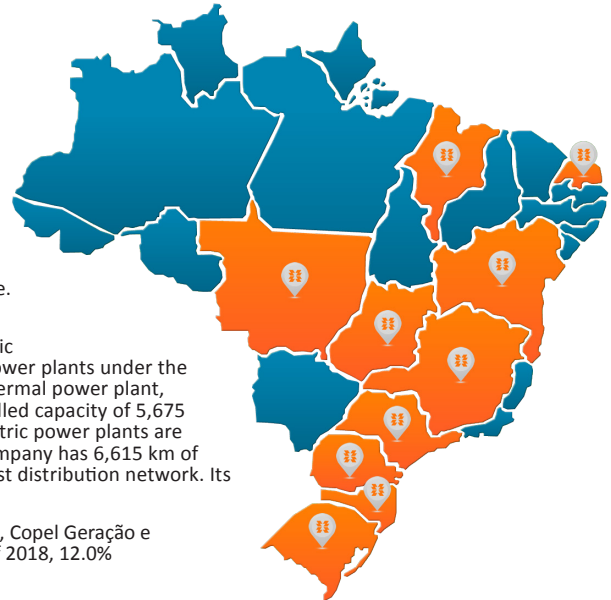 e.
ic
ower plants under the
ermal power plant,
lled capacity of 5,675
tric power plants are
mpany has 6,615 km of
st distribution network. Its
, Copel Geração e
f 2018, 12.0%